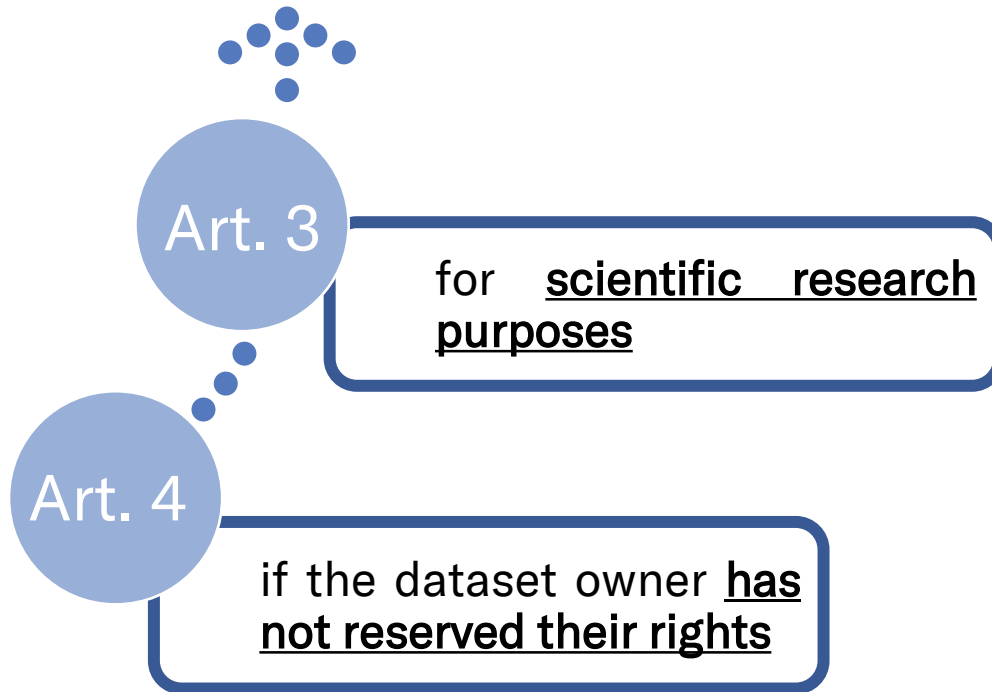 Art. 3
for scientific research
purposes
Art. 4
if the dataset owner has
not reserved their rights